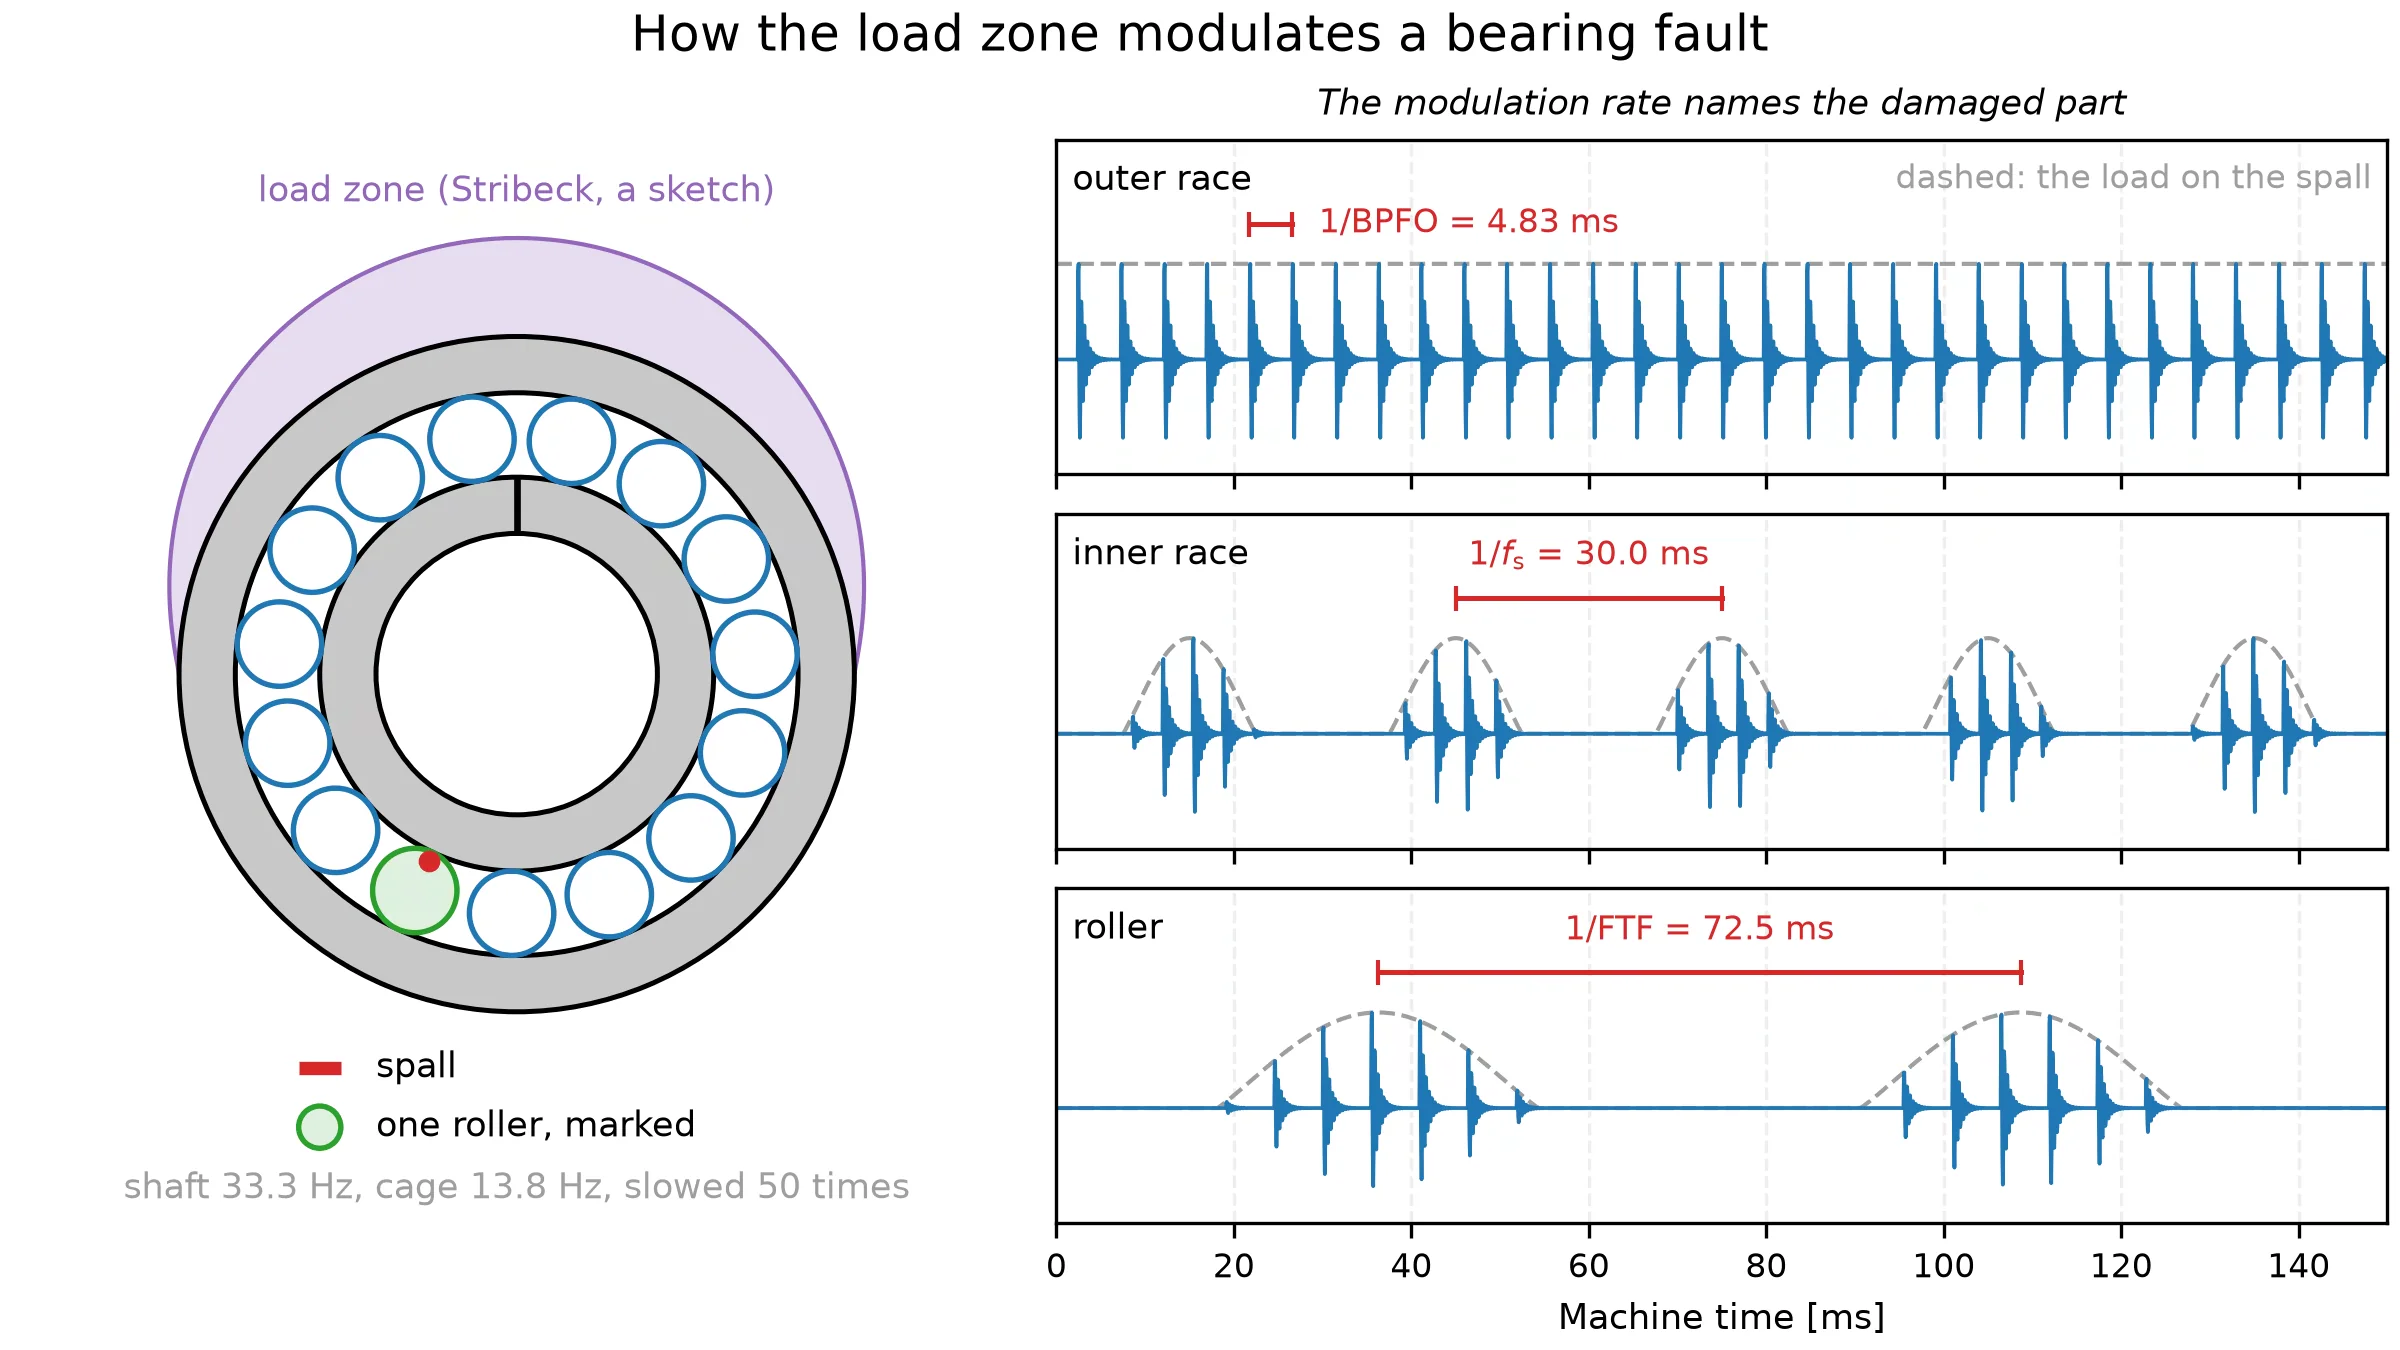 How the load zone modulates a bearing fault
The modulation rate names the damaged part
load zone (Stribeck, a sketch)
spall
one roller, marked
shaft 33.3 Hz, cage 13.8 Hz, slowed 50 times
outer race
dashed: the load on the spall
1/BPFO = 4.83 ms
inner race
1/fs = 30.0 ms
roller
1/FTF = 72.5 ms
0 20 40 60 80 100 120 140
Machine time [ms]